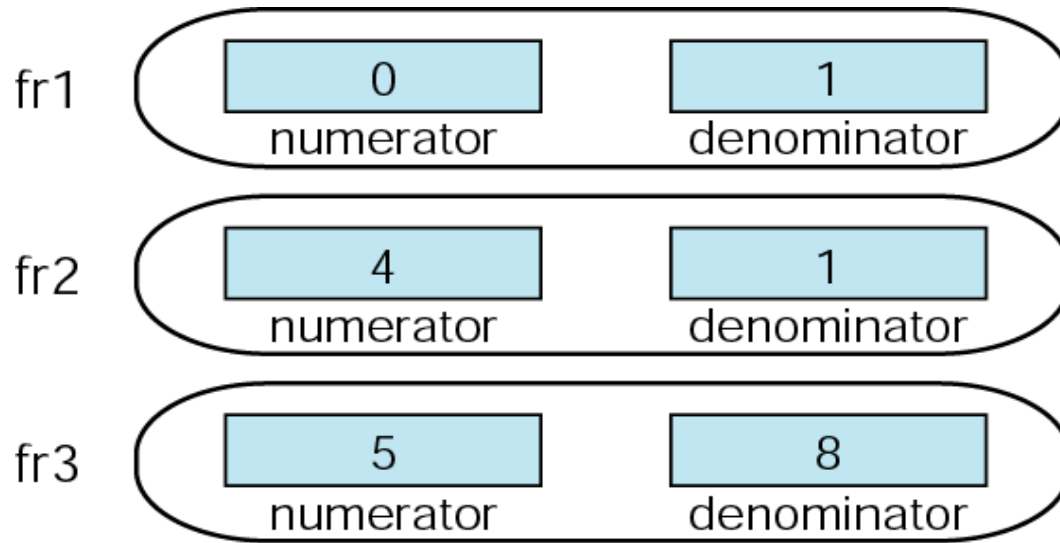 fr1 0 1
numerator denominator
fr2 4 1
numerator denominator
fr3 5 8
numerator denominator